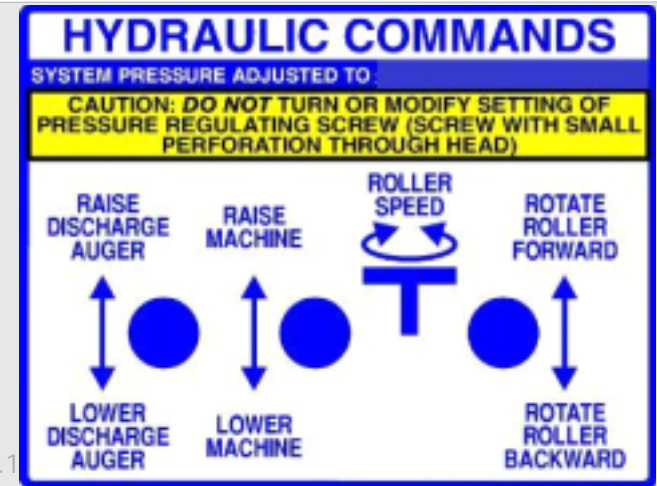 HYDRAULIC COMMANDS
SYSTEM PRESSURE ADJUSTED TO:
CAUTION: DO NOT TURN OR MODIFY SETTING OF
PRESSURE REGULATING SCREW (SCREW WITH SMALL
PERFORATION THROUGH HEAD)
RAISE
DISCHARGE
AUGER
RAISE
MACHINE
ROLLER
SPEED
ROTATE
ROLLER
FORWARD
LOWER
DISCHARGE
AUGER
LOWER
MACHINE
ROTATE
ROLLER
BACKWARD
.1